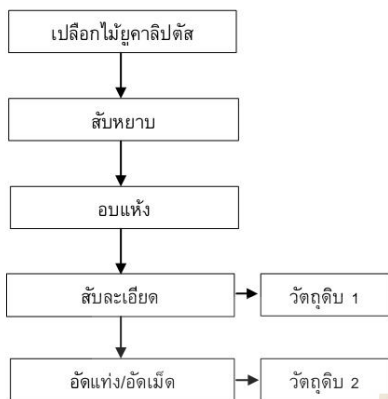 เปลือกไม้ยูคาลิปตัส
สับหยาบ
อบแห้ง
สับละเอียด
วัตถุดิบ 1
อัดแท่ง/อัดเม็ด
วัตถุดิบ 2